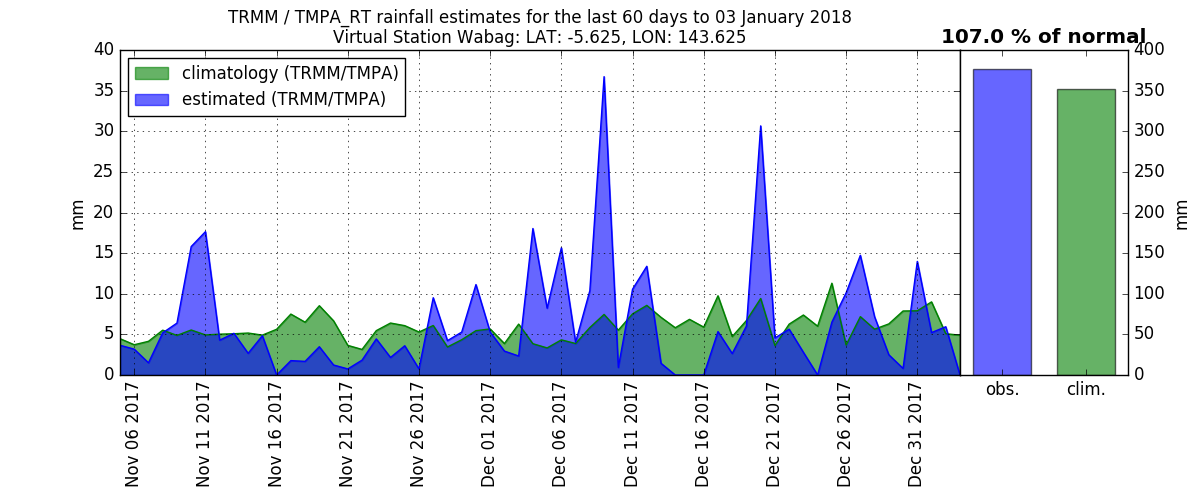 TRMM / TMPA_RT rainfall estimates for the last 60 days to 03 January 2018
Virtual Station Wabag: LAT: -5.625, LON: 143.625
107.0 % of normal
climatology (TRMM/TMPA)
estimated (TRMM/TMPA)
40
35
30
25
20
15
10
5
0
mm
400
350
300
250
200
150
100
50
0
mm
Nov 06 2017
Nov 11 2017
Nov 16 2017
Nov 21 2017
Nov 26 2017
Dec 01 2017
Dec 06 2017
Dec 11 2017
Dec 16 2017
Dec 21 2017
Dec 26 2017
Dec 31 2017
obs.
clim.